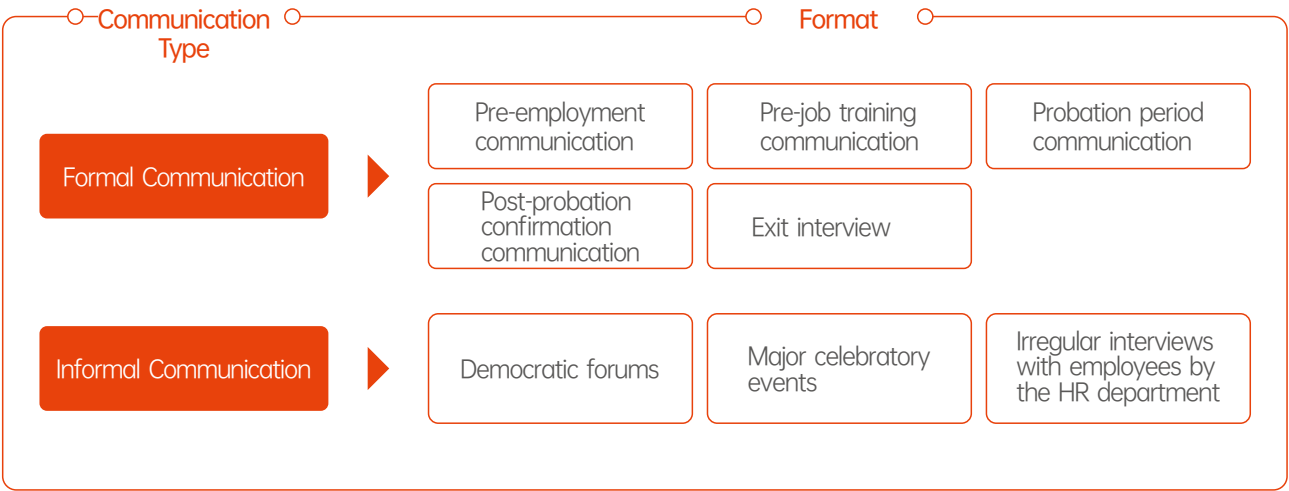 Communication
Type
Format
Formal Communication
Pre-employment
communication
Pre-job training
communication
Probation period
communication
Post-probation
confirmation
communication
Exit interview
Informal Communication
Democratic forums
Major celebratory
events
Irregular interviews
with employees by
the HR department